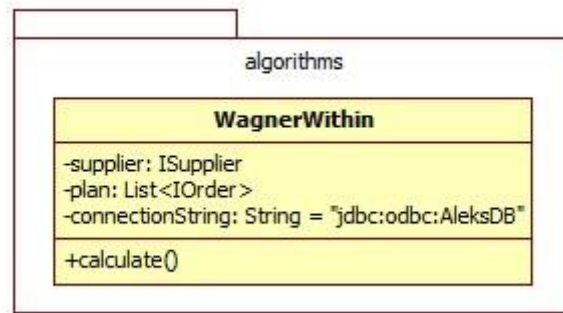 algorithms
WagnerWithin
-supplier: ISupplier
-plan: List<IOrder>
-connectionString: String = "jdbc:odbc:AleksDB"
+calculate()